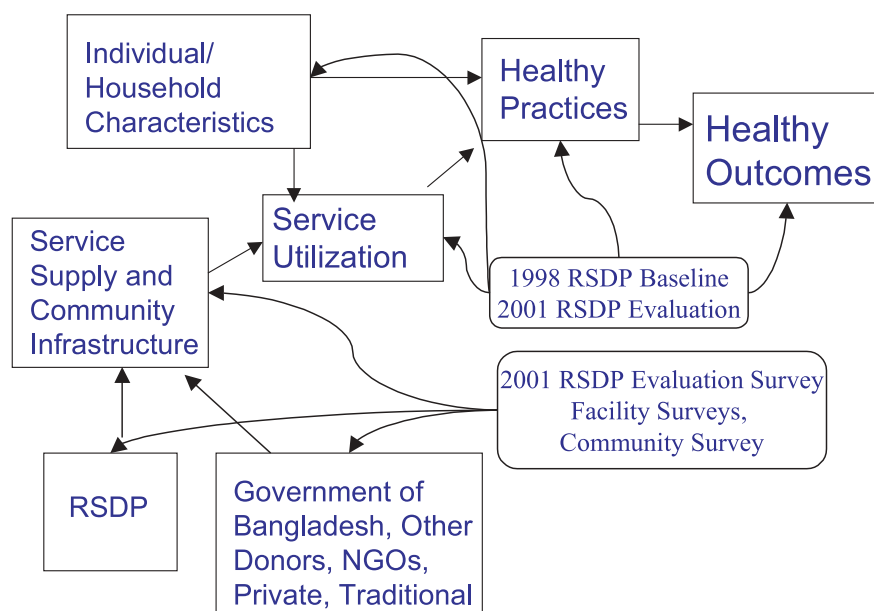 Individual/
Household
Characteristics
Healthy
Practices
Healthy
Outcomes
Service
Utilization
Service
Supply and
Community
Infrastructure
1998 RSDP Baseline
2001 RSDP Evaluation
2001 RSDP Evaluation Survey
Facility Surveys,
Community Survey
RSDP
Government of
Bangladesh, Other
Donors, NGOs,
Private, Traditional